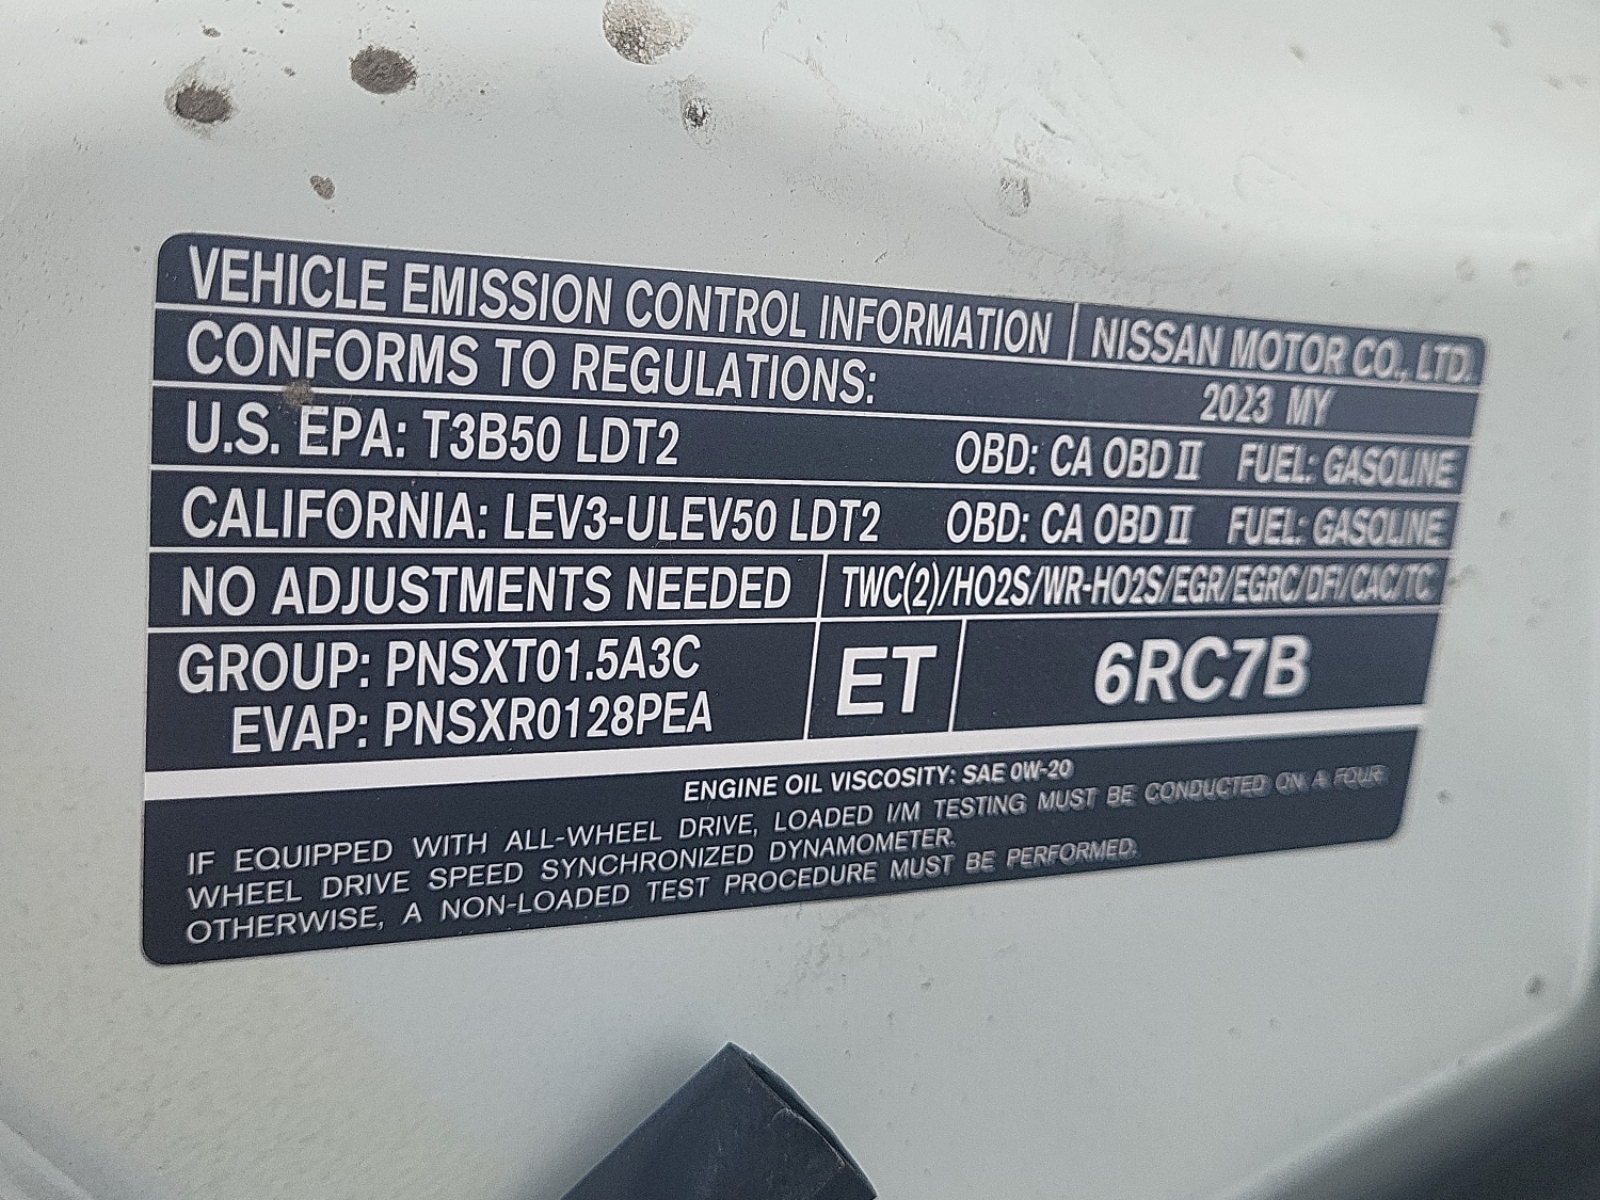 VEHICLE EMISSION CONTROL INFORMATION NISSAN MOTOR CO., LTD.
CONFORMS TO REGULATIONS: 2023 MY
U.S. EPA: T3B50 LDT2 OBD: CA OBD II FUEL: GASOLINE
CALIFORNIA: LEV3-ULEV50 LDT2 OBD: CA OBD II FUEL: GASOLINE
NO ADJUSTMENTS NEEDED TWC(2)/HO2S/WR-HO2S/EGR/EGRC/DFI/CAC/TC
GROUP: PNSXT01.5A3C
EVAP: PNSXR0128PEA
ET 6RC7B
ENGINE OIL VISCOSITY: SAE 0W-20
IF EQUIPPED WITH ALL-WHEEL DRIVE, LOADED I/M TESTING MUST BE CONDUCTED ON A FOUR
WHEEL DRIVE SPEED SYNCHRONIZED DYNAMOMETER.
OTHERWISE, A NON-LOADED TEST PROCEDURE MUST BE PERFORMED.